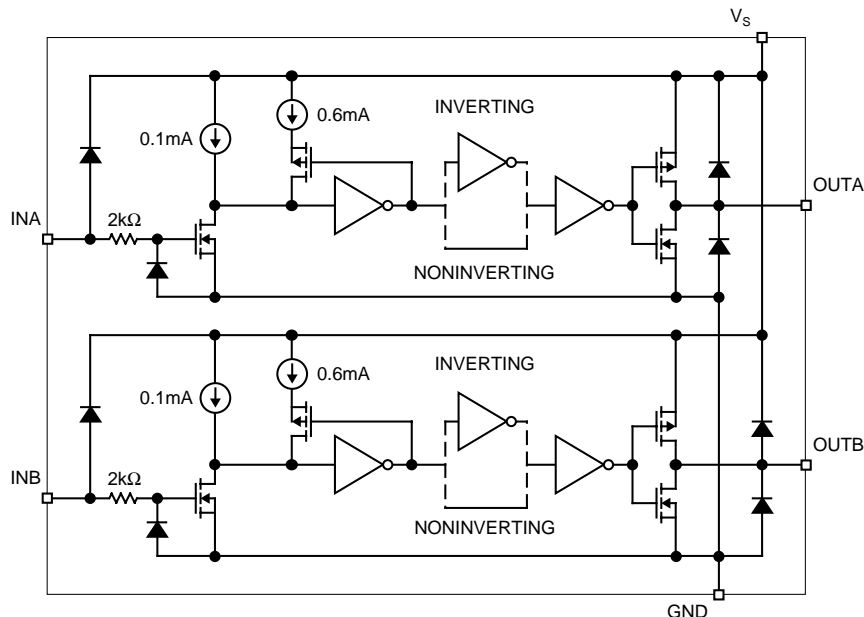 V_S
INVERTING
0.6mA
0.1mA
OUTA
INA
2kΩ
NONINVERTING
INVERTING
0.6mA
0.1mA
OUTB
INB
2kΩ
NONINVERTING
GND